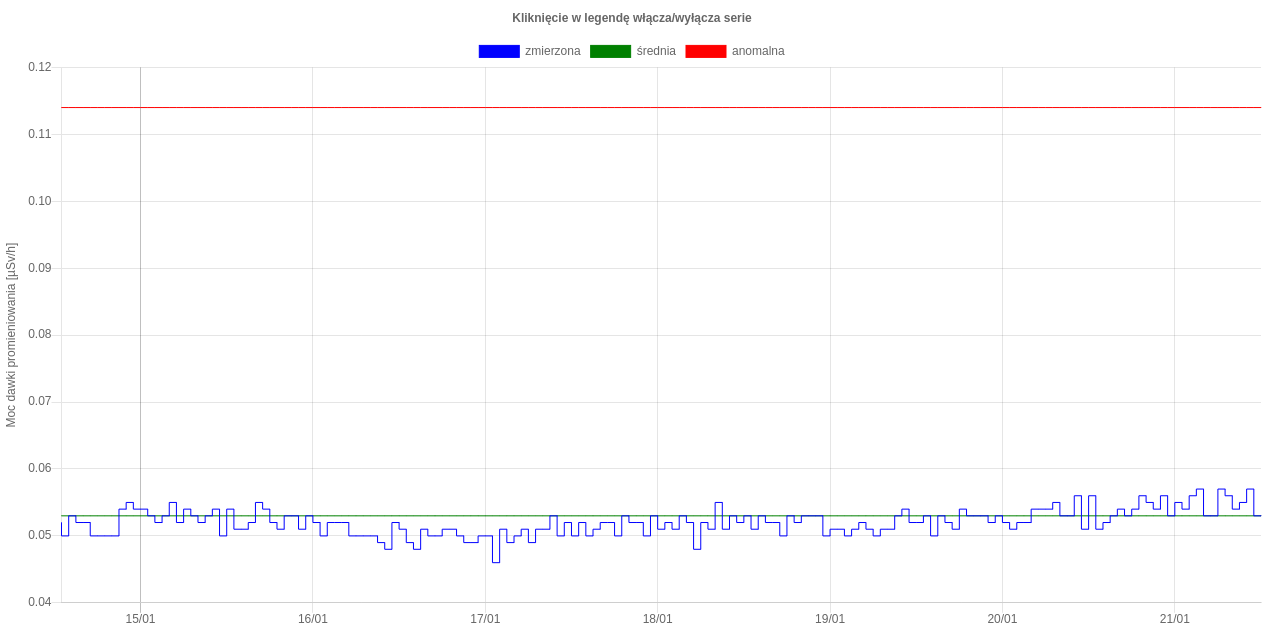 Kliknięcie w legendę włącza/wyłącza serie
zmierzona średnia anomalna
0.12
0.11
0.10
0.09
Moc dawki promieniowania [µSv/h]
0.08
0.07
0.06
0.05
0.04
15/01 16/01 17/01 18/01 19/01 20/01 21/01